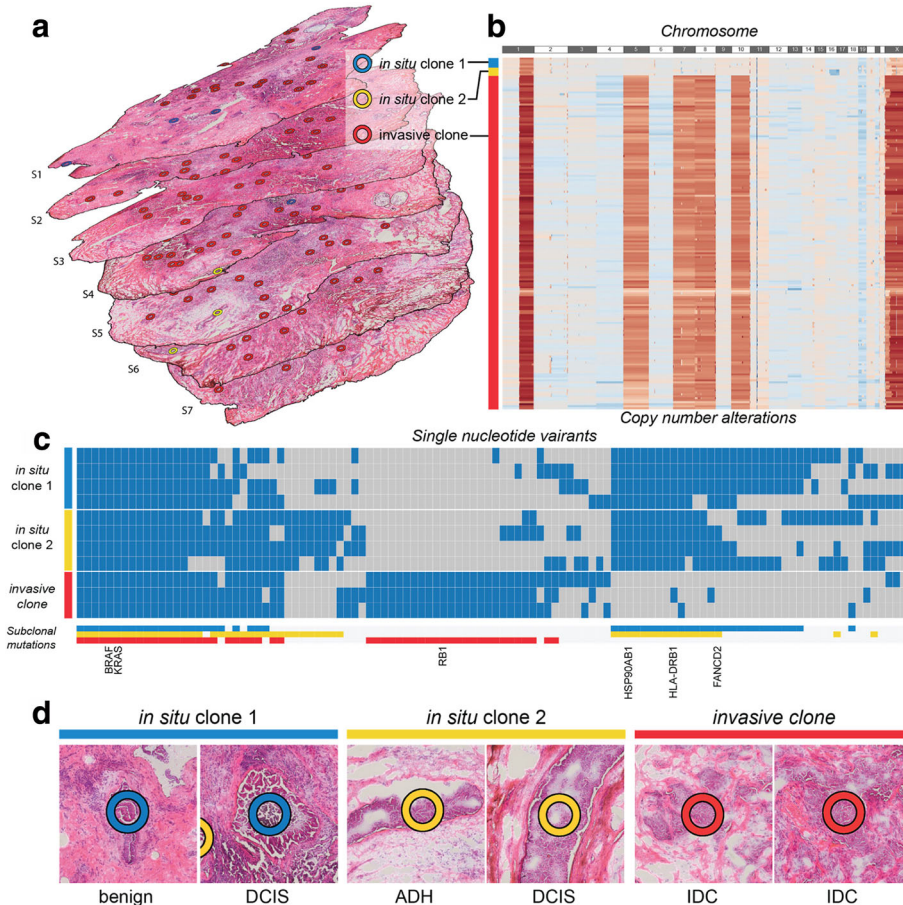 a
in situ clone 1
in situ clone 2
invasive clone
S1
S2
S3
S4
S5
S6
S7
b
Chromosome
1 2 3 4 5 6 7 8 9 10 11 12 13 14 15 16 17 18 19 X
Copy number alterations
c
Single nucleotide vairants
in situ
clone 1
in situ
clone 2
invasive
clone
Subclonal
mutations
BRAF
KRAS
RB1
HSP90AB1
HLA-DRB1
FANCD2
d
in situ clone 1
in situ clone 2
invasive clone
benign
DCIS
ADH
DCIS
IDC
IDC